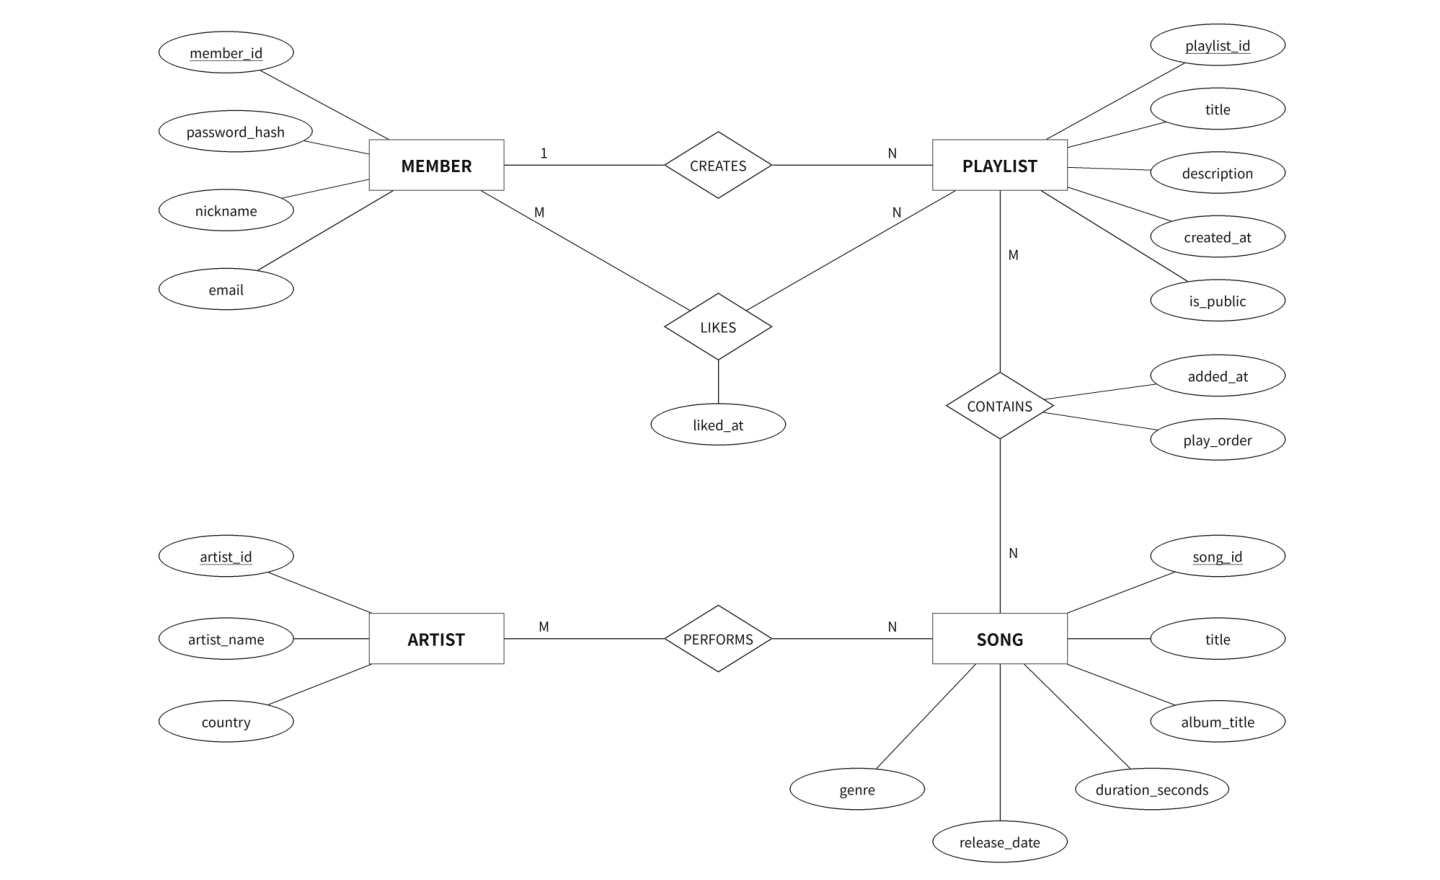 member_id
playlist_id
title
password_hash
1
N
MEMBER
CREATES
PLAYLIST
description
nickname
M
N
created_at
M
email
is_public
LIKES
added_at
CONTAINS
liked_at
play_order
N
artist_id
song_id
M
N
artist_name
ARTIST
PERFORMS
SONG
title
country
album_title
genre
duration_seconds
release_date